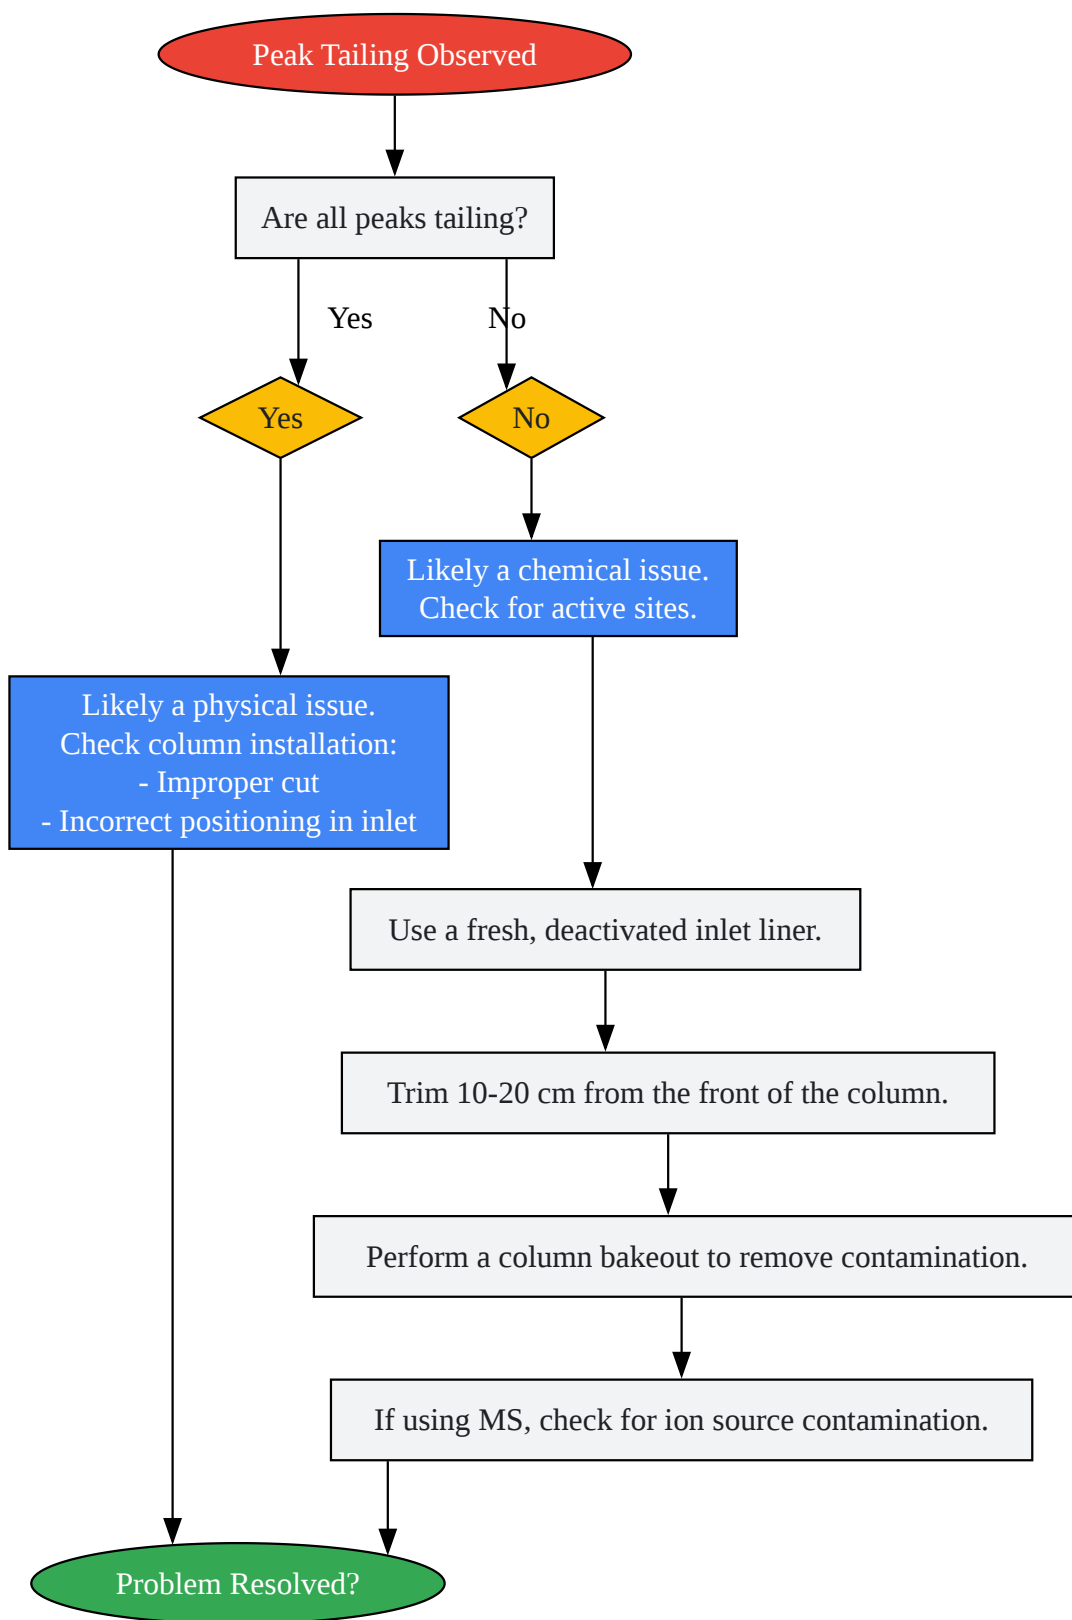 Peak Tailing Observed
Are all peaks tailing?
Yes
No
Yes
No
Likely a chemical issue.
Check for active sites.
Likely a physical issue.
Check column installation:
- Improper cut
- Incorrect positioning in inlet
Use a fresh, deactivated inlet liner.
Trim 10-20 cm from the front of the column.
Perform a column bakeout to remove contamination.
If using MS, check for ion source contamination.
Problem Resolved?